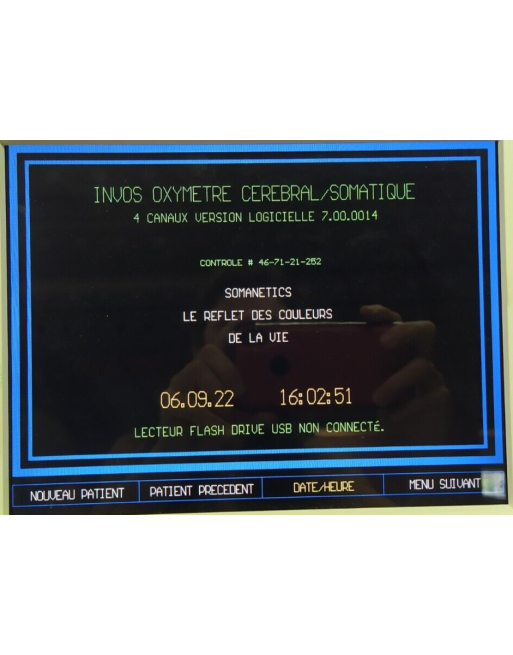 INVOS OXYMETRE CEREBRAL/SOMATIQUE
4 CANAUX VERSION LOGICIELLE 7.00.0014
CONTROLE # 46-71-21-252
SOMANETICS
LE REFLET DES COULEURS
DE LA VIE
06.09.22 16:02:51
LECTEUR FLASH DRIVE USB NON CONNECTé.
NOUVEAU PATIENT PATIENT PRECEDENT DATE/HEURE MENU SUIVANT